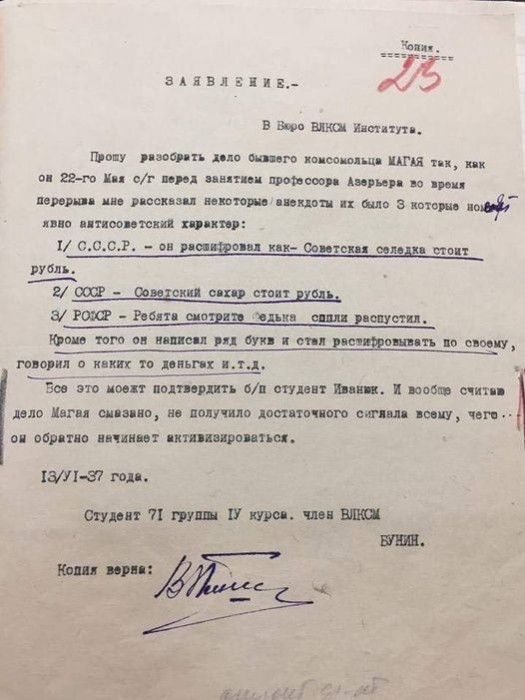 Копия.
23
ЗАЯВЛЕНИЕ.-
В Бюро ВЛКСМ Института.
Прошу разобрать дело бывшего комсомольца МАГАЯ так, как
он 22-го Мая с/г перед занятием профессора Азерьера во время
перерыва мне рассказал некоторые анекдоты их было 3 которые носят
явно антисоветский характер:
1/ С.С.С.Р. - он расшифровал как- Советская селедка стоит
рубль.
2/ СССР - Советский сахар стоит рубль.
3/ РСФСР - Ребята смотрите Федька сопли распустил.
Кроме того он написал ряд букв и стал расшифровывать по своему,
говорил о каких то деньгах и.т.д.
Все это моежт подтвердить б/п студент Иванюк. И вообще считаю
дело Магая смазано, не получило достаточного сигнала всему, чего
он обратно начинает активизироваться.
13/VI-37 года.
Студент 71 группы IY курса. член ВЛКСМ
БУНИН.
Копия верна: